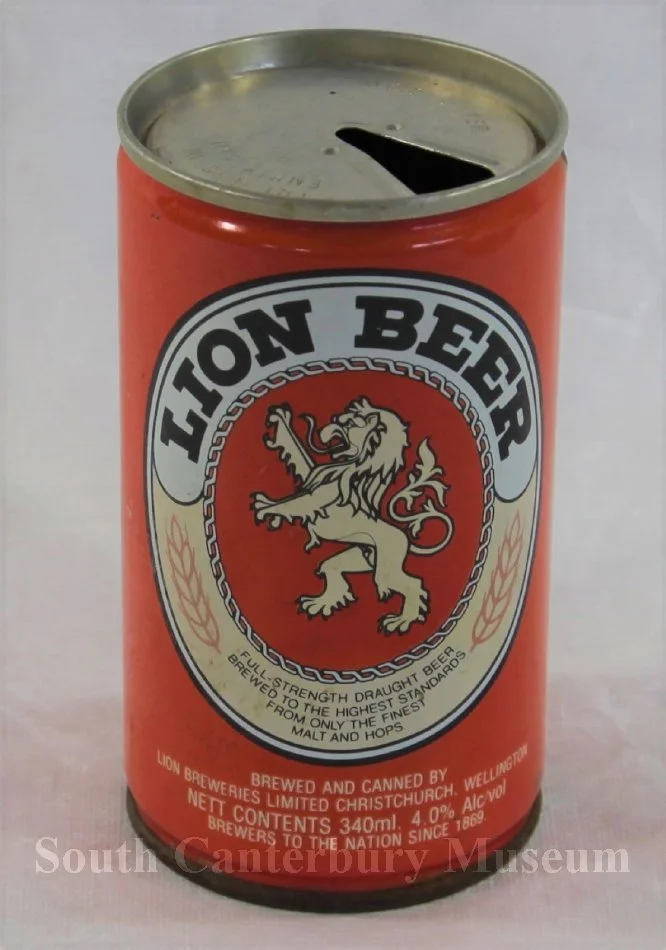 LION BEER
FULL-STRENGTH DRAUGHT BEER
BREWED TO THE HIGHEST STANDARDS
FROM ONLY THE FINEST
MALT AND HOPS
BREWED AND CANNED BY
LION BREWERIES LIMITED CHRISTCHURCH, WELLINGTON
NETT CONTENTS 340ml. 4.0% Alc/vol
BREWERS TO THE NATION SINCE 1869.
South Canterbury Museum